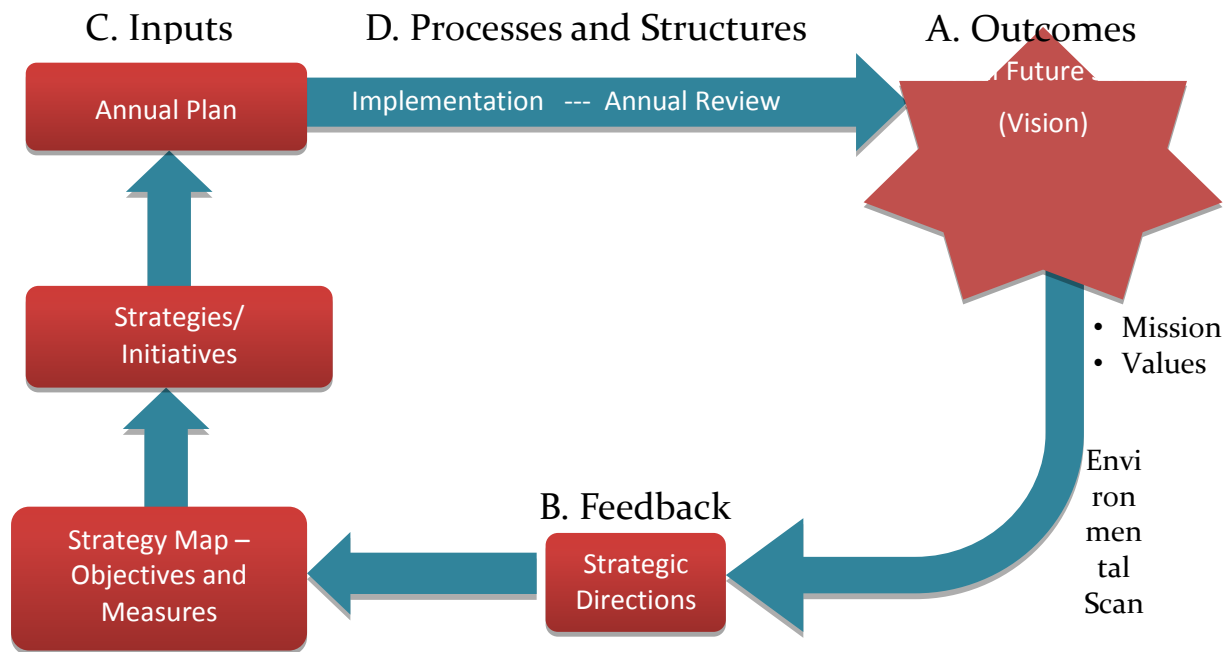 C. Inputs
D. Processes and Structures
A. Outcomes
Annual Plan
Implementation --- Annual Review
Future
(Vision)
Strategies/
Initiatives
• Mission
• Values
Envi
ron
men
tal
Scan
B. Feedback
Strategy Map –
Objectives and
Measures
Strategic
Directions